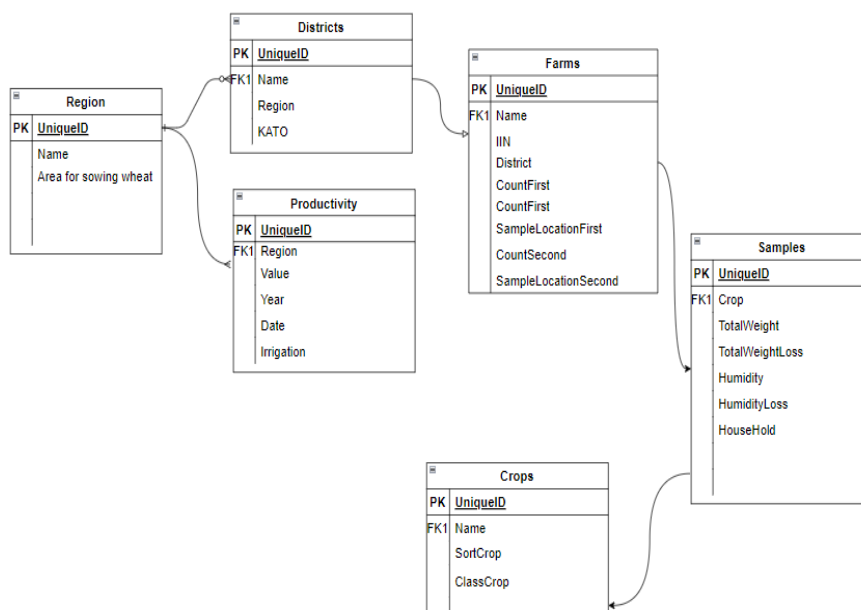 Districts
PK UniqueID
FK1 Name
Region
KATO
Farms
PK UniqueID
FK1 Name
IIN
District
CountFirst
CountFirst
SampleLocationFirst
CountSecond
SampleLocationSecond
Region
PK UniqueID
Name
Area for sowing wheat
Productivity
PK UniqueID
FK1 Region
Value
Year
Date
Irrigation
Samples
PK UniqueID
FK1 Crop
TotalWeight
TotalWeightLoss
Humidity
HumidityLoss
HouseHold
Crops
PK UniqueID
FK1 Name
SortCrop
ClassCrop